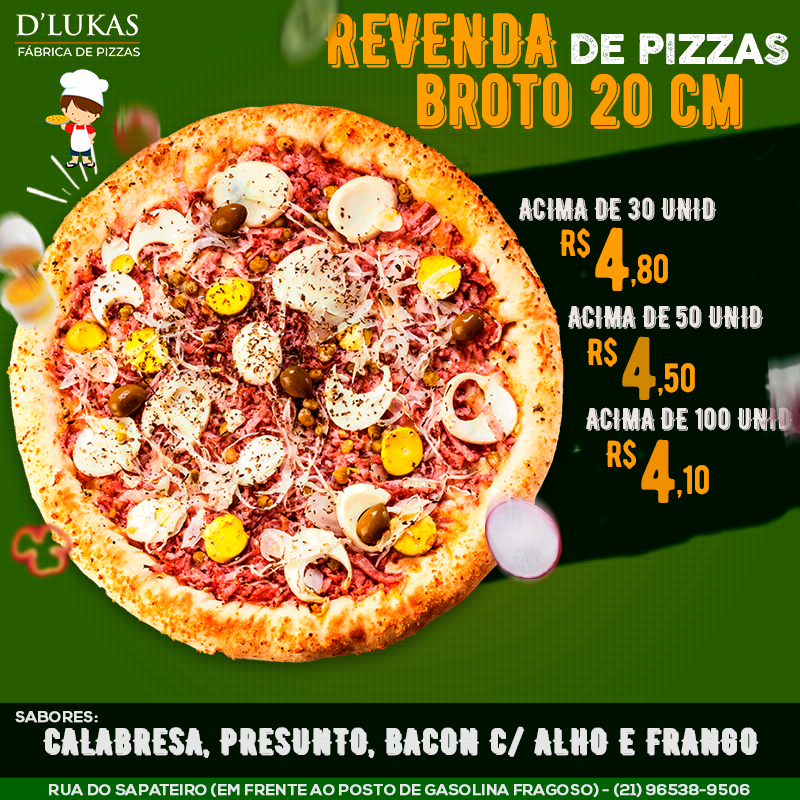 D'LUKAS
FÁBRICA DE PIZZAS
REVENDA DE PIZZAS
BROTO 20 CM
ACIMA DE 30 UNID
R$ 4,80
ACIMA DE 50 UNID
R$ 4,50
ACIMA DE 100 UNID
R$ 4,10
SABORES:
CALABRESA, PRESUNTO, BACON C/ ALHO E FRANGO
RUA DO SAPATEIRO (EM FRENTE AO POSTO DE GASOLINA FRAGOSO) - (21) 96538-9506